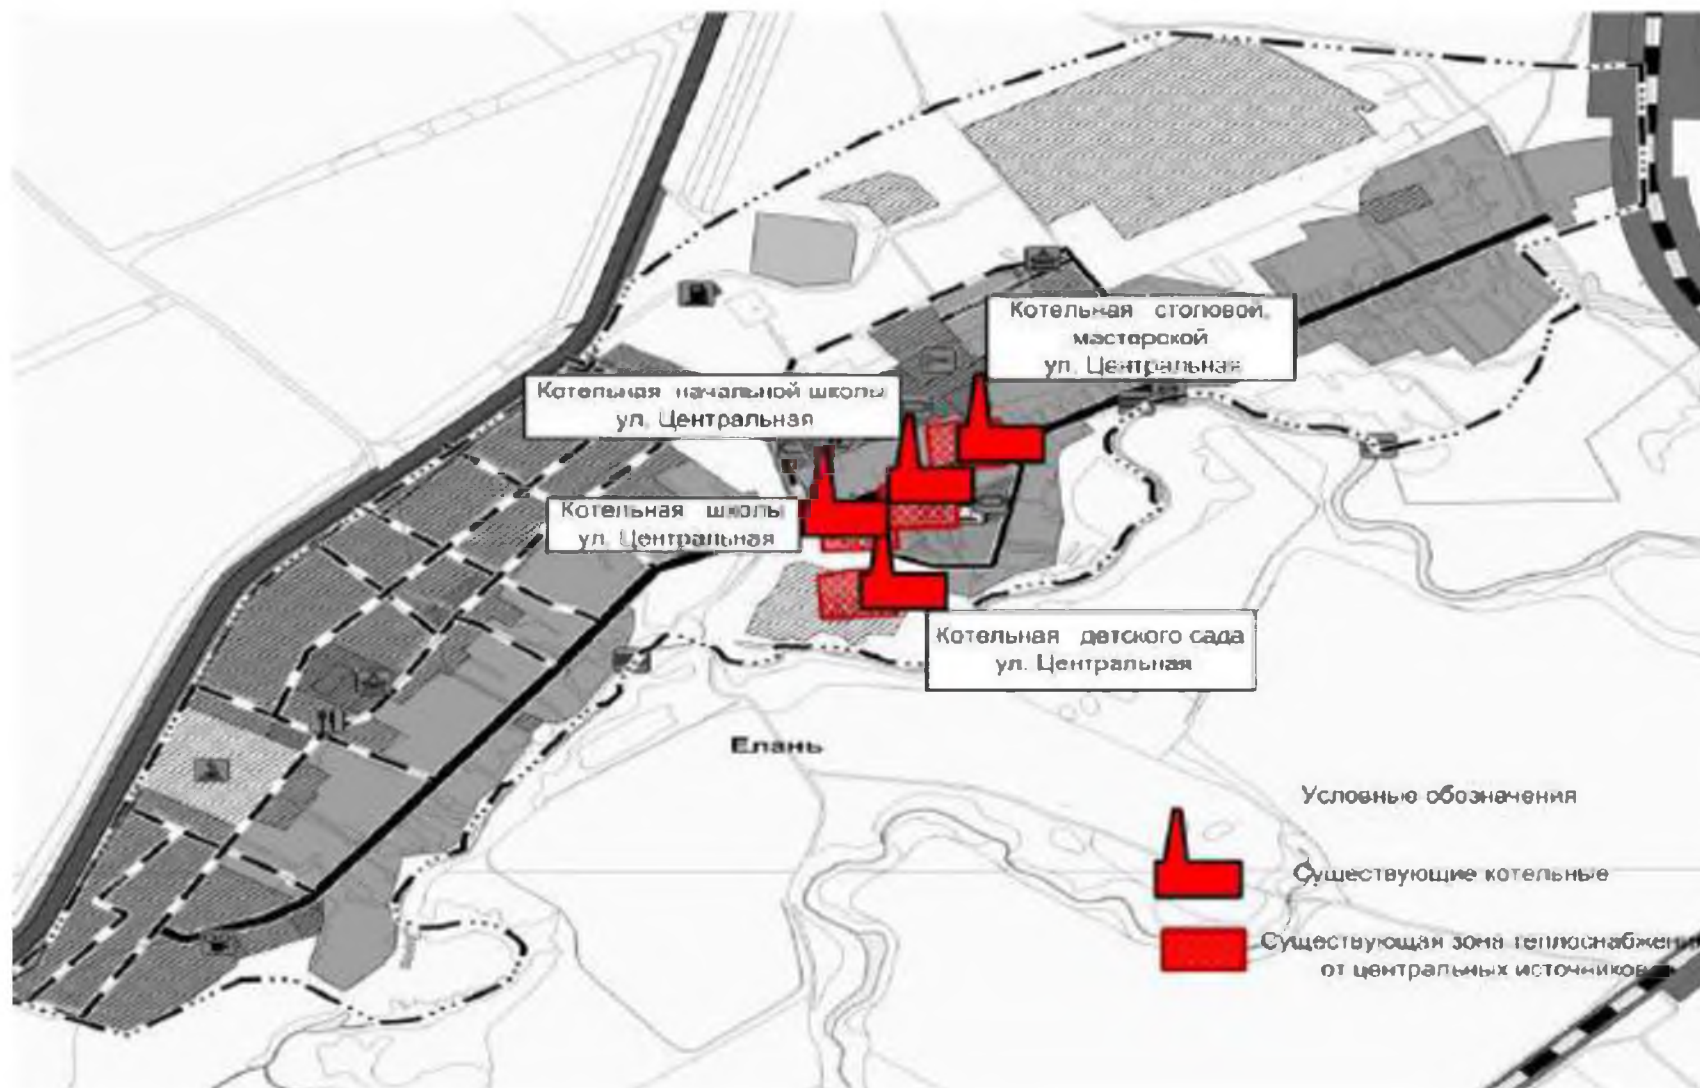 Котельная столовой,
мастерской
ул. Центральная
Котельная начальной школы
ул. Центральная
Котельная школы
ул. Центральная
Котельная детского сада
ул. Центральная
Елань
Условные обозначения
Существующие котельные
Существующая зона теплоснабжени
от центральных источников